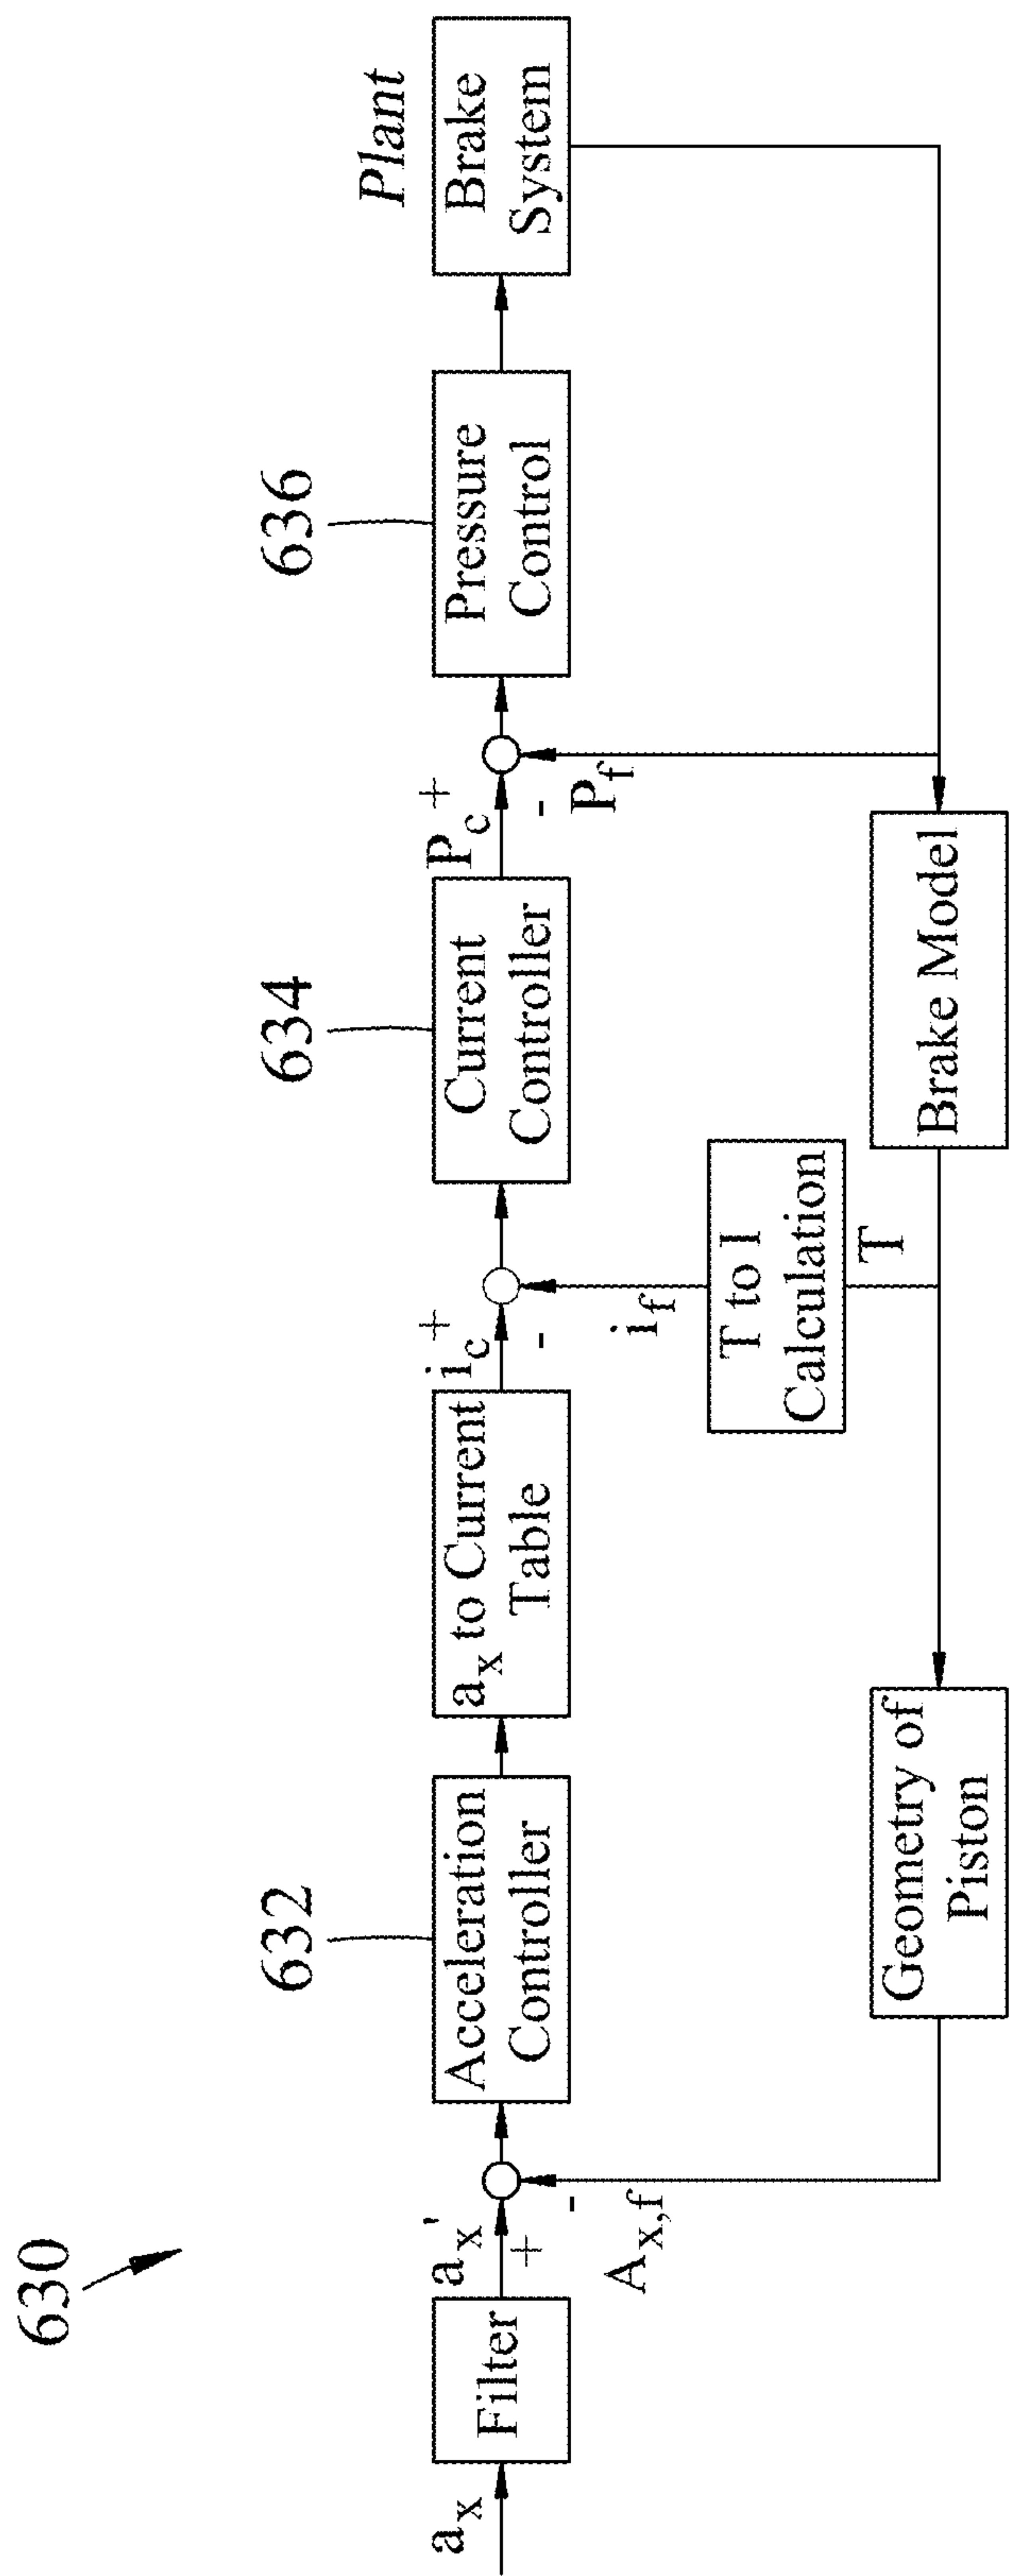 630
632
634
636
Plant
a_x
Filter
a_x'
+
-
A_x,f
Acceleration
Controller
a_x to Current
Table
i_c
+
-
i_f
Current
Controller
P_c
+
-
P_f
Pressure
Control
Brake
System
T to I
Calculation
T
Geometry of
Piston
Brake Model